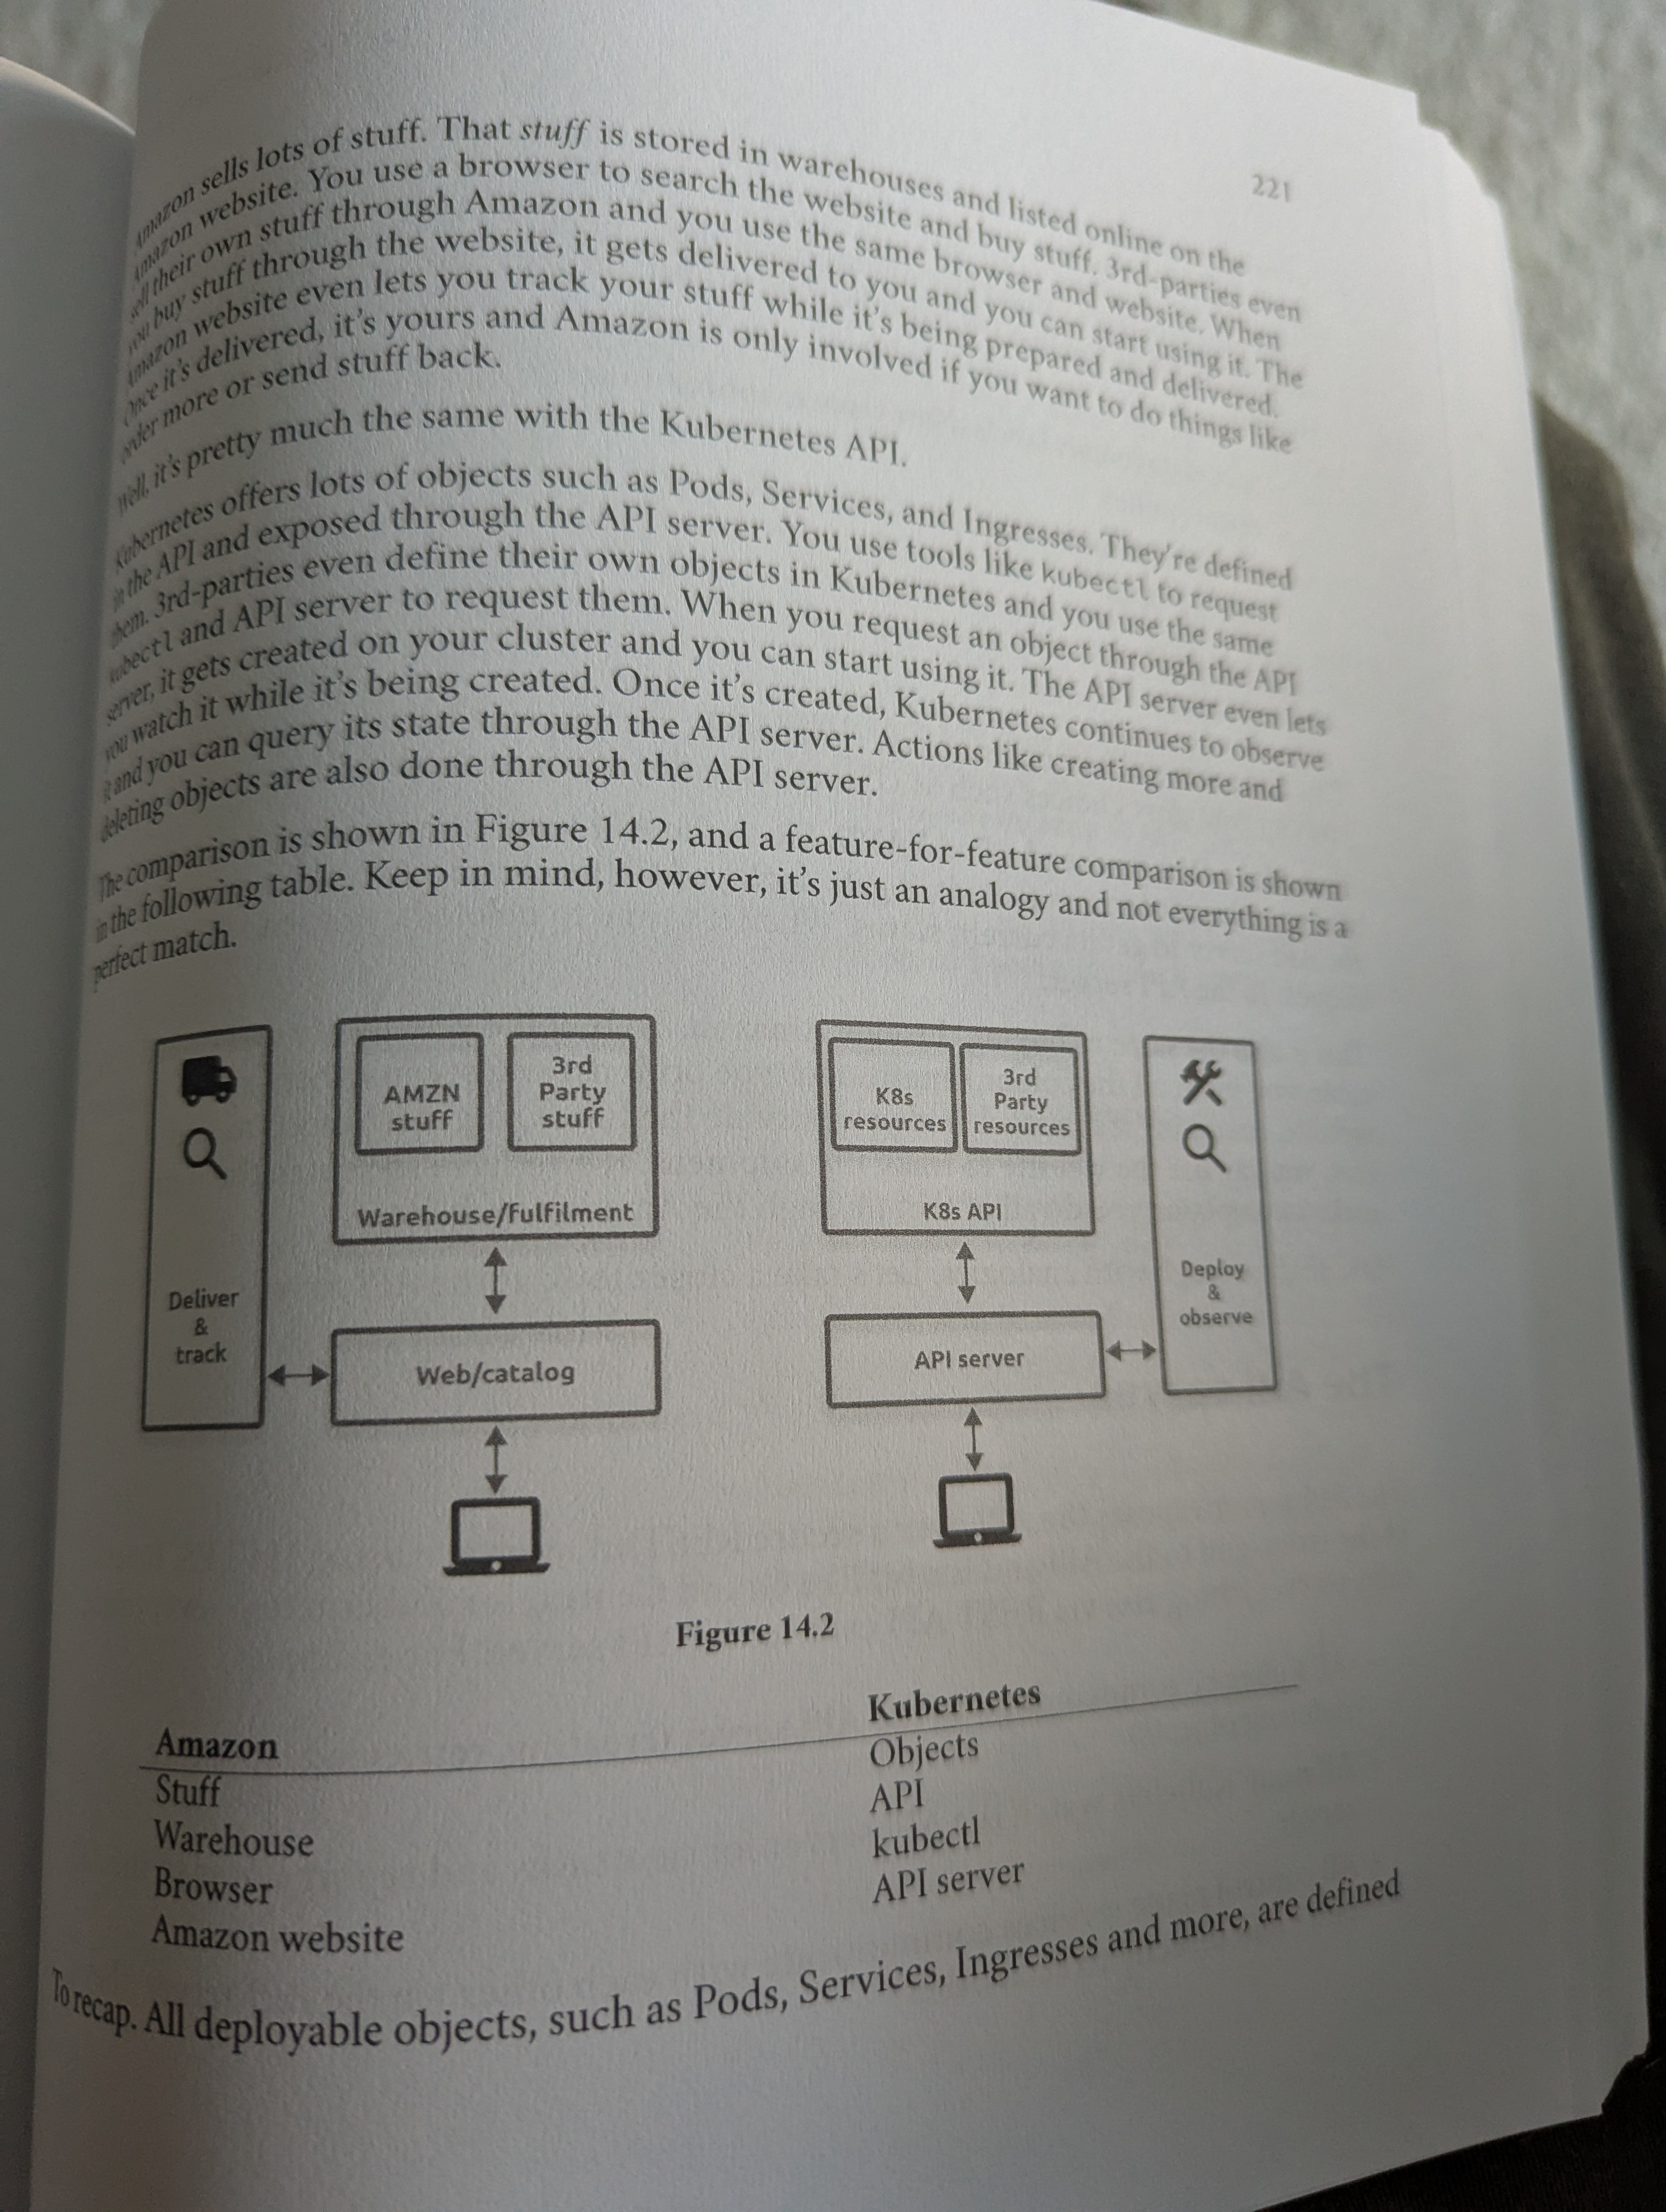 221
Amazon sells lots of stuff. That stuff is stored in warehouses and listed online on the
Amazon website. You use a browser to search the website and buy stuff. 3rd-parties even
sell their own stuff through Amazon and you use the same browser and website. When
you buy stuff through the website, it gets delivered to you and you can start using it. The
Amazon website even lets you track your stuff while it's being prepared and delivered.
Once it's delivered, it's yours and Amazon is only involved if you want to do things like
order more or send stuff back.
Well, it's pretty much the same with the Kubernetes API.
Kubernetes offers lots of objects such as Pods, Services, and Ingresses. They're defined
in the API and exposed through the API server. You use tools like kubectl to request
them. 3rd-parties even define their own objects in Kubernetes and you use the same
kubectl and API server to request them. When you request an object through the API
server, it gets created on your cluster and you can start using it. The API server even lets
you watch it while it's being created. Once it's created, Kubernetes continues to observe
it and you can query its state through the API server. Actions like creating more and
deleting objects are also done through the API server.
The comparison is shown in Figure 14.2, and a feature-for-feature comparison is shown
in the following table. Keep in mind, however, it's just an analogy and not everything is a
perfect match.
Deliver
&
track
AMZN
stuff
3rd
Party
stuff
Warehouse/Fulfilment
Web/catalog
K8s
resources
3rd
Party
resources
K8s API
API server
Deploy
&
observe
Figure 14.2
Amazon Kubernetes
Stuff Objects
Warehouse API
Browser kubectl
Amazon website API server
To recap. All deployable objects, such as Pods, Services, Ingresses and more, are defined